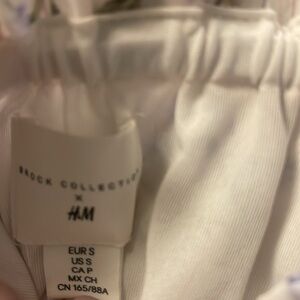 BROCK COLLECTION
X
H&M
EUR S
US S
CA P
MX CH
CN 165/88A